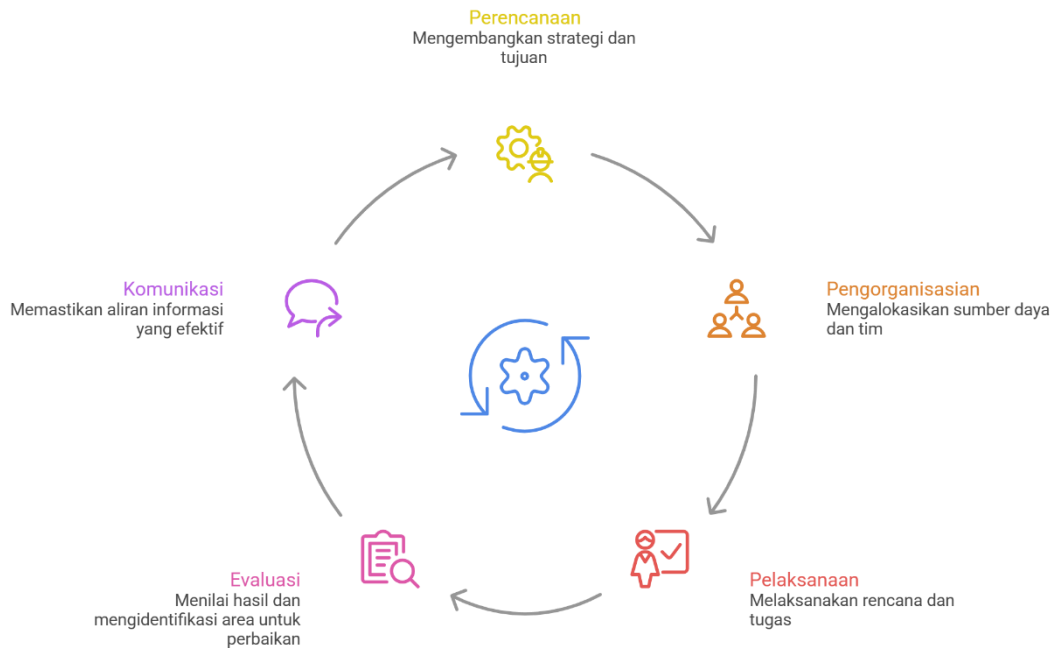 Perencanaan
Mengembangkan strategi dan
tujuan
Pengorganisasian
Mengalokasikan sumber daya
dan tim
Pelaksanaan
Melaksanakan rencana dan
tugas
Evaluasi
Menilai hasil dan
mengidentifikasi area untuk
perbaikan
Komunikasi
Memastikan aliran informasi
yang efektif